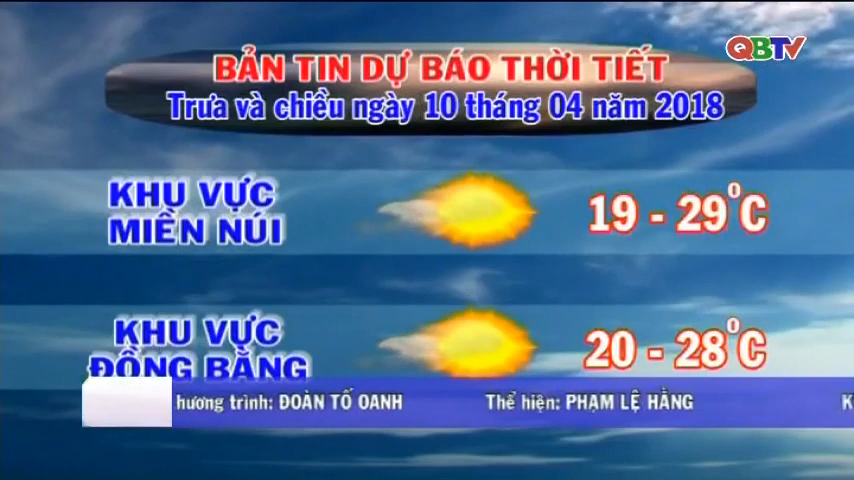 QBTV
BẢN TIN DỰ BÁO THỜI TIẾT
Trưa và chiều ngày 10 tháng 04 năm 2018
KHU VỰC
MIỀN NÚI
19 - 29°C
KHU VỰC
ĐỒNG BẰNG
20 - 28°C
hương trình: ĐOÀN TỐ OANH Thể hiện: PHẠM LỆ HẰNG K